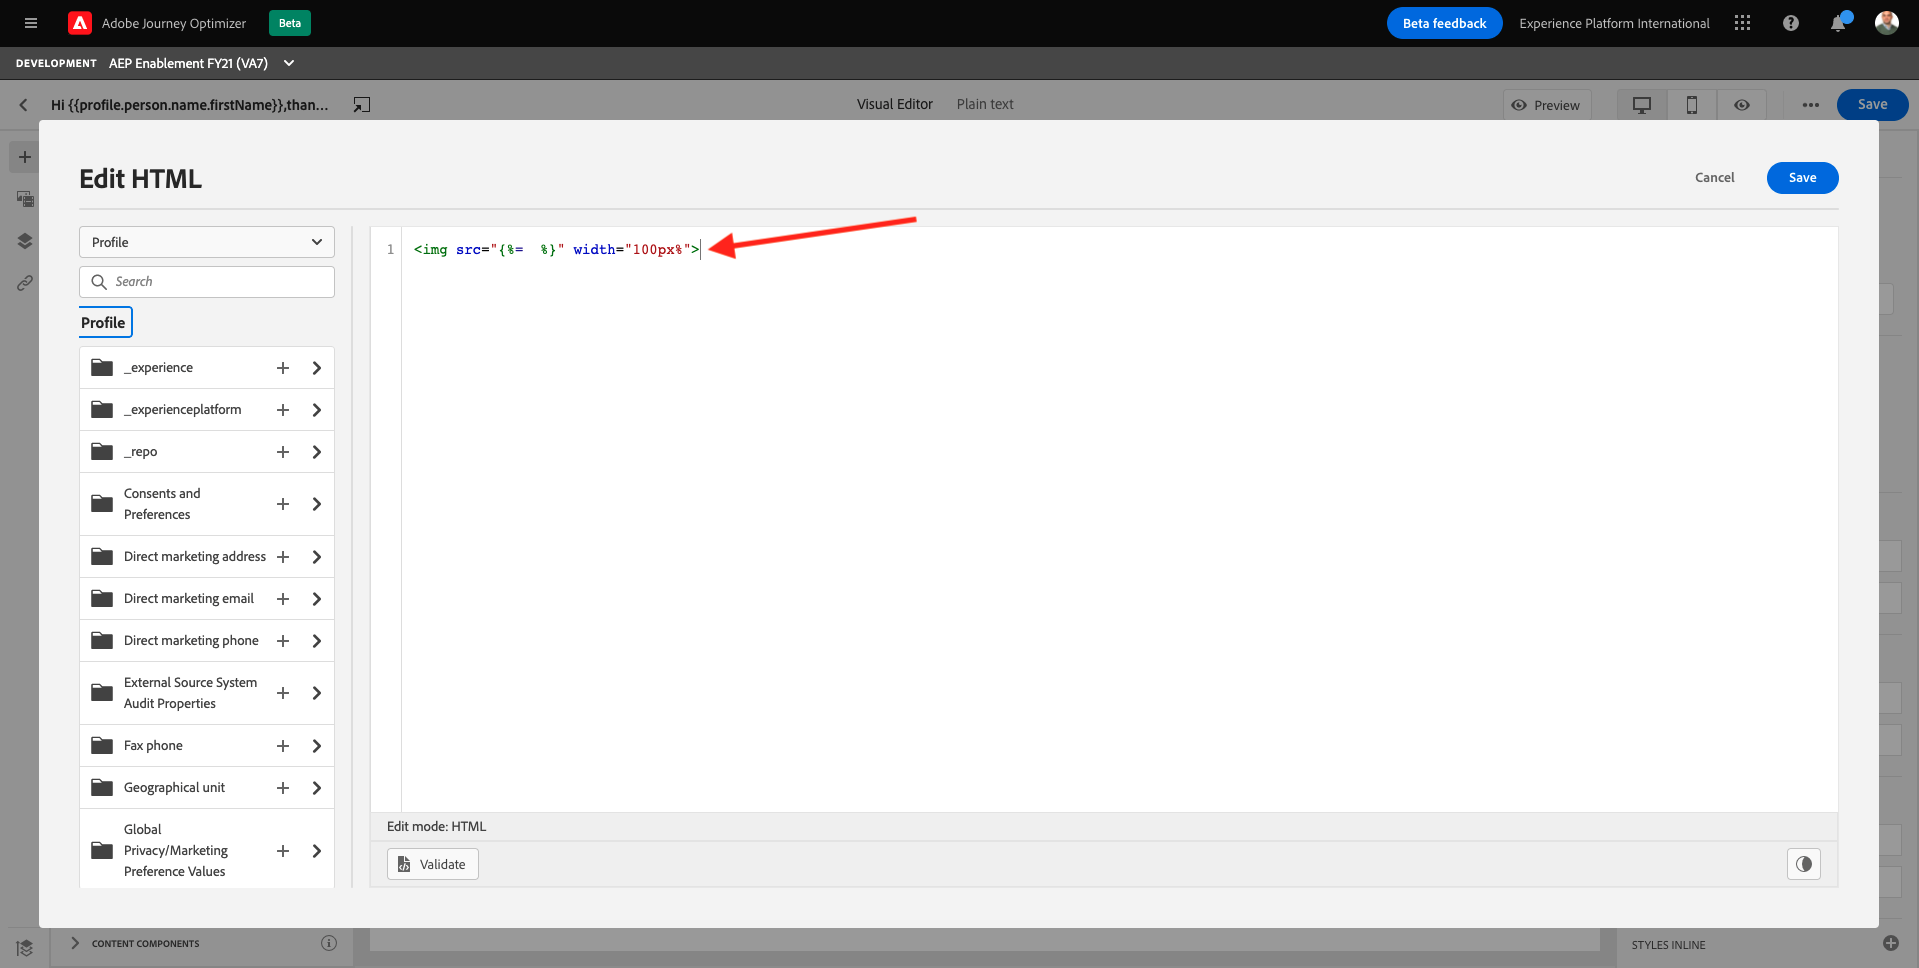 Adobe Journey Optimizer
Beta
Beta feedback
Experience Platform International
DEVELOPMENT
AEP Enablement FY21 (VA7)
Hi {{profile.person.name.firstName}},than...
Visual Editor
Plain text
Preview
Save
Edit HTML
Cancel
Save
Profile
Search
Profile
_experience
_experienceplatform
_repo
Consents and
Preferences
Direct marketing address
Direct marketing email
Direct marketing phone
External Source System
Audit Properties
Fax phone
Geographical unit
Global
Privacy/Marketing
Preference Values
1
<img src="{%=  %}" width="100px%">
Edit mode: HTML
Validate
CONTENT COMPONENTS
STYLES INLINE